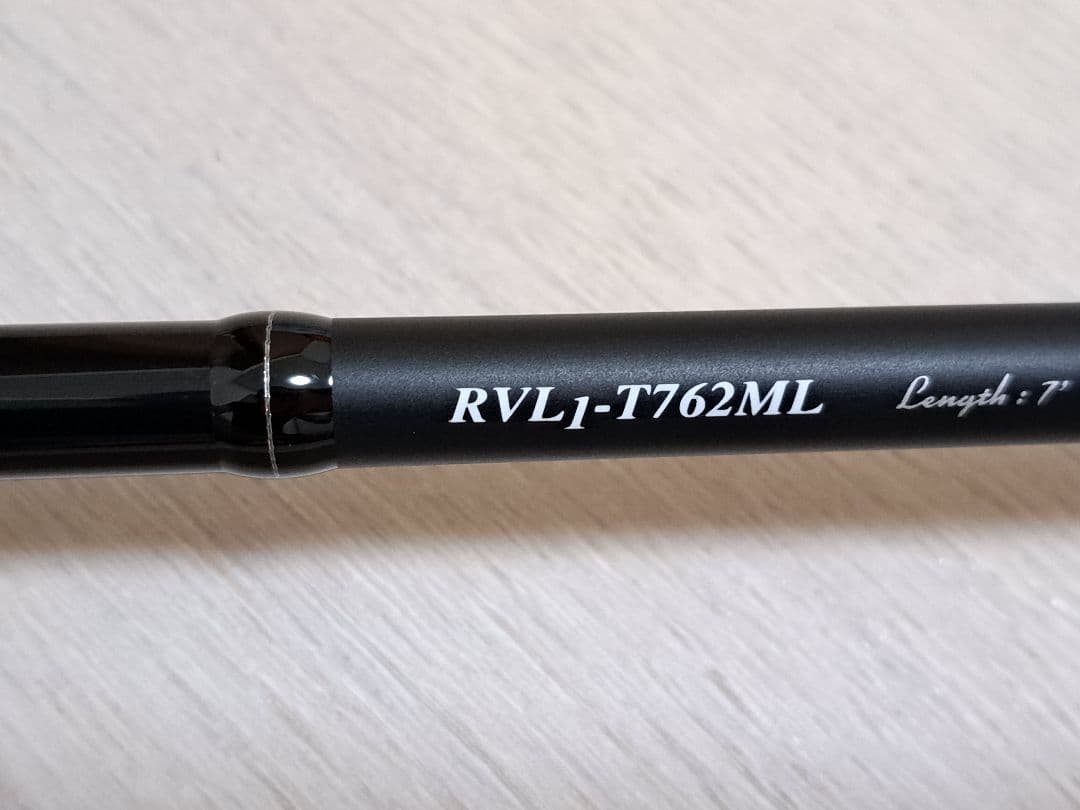 RVL1-T762ML Length : 7'